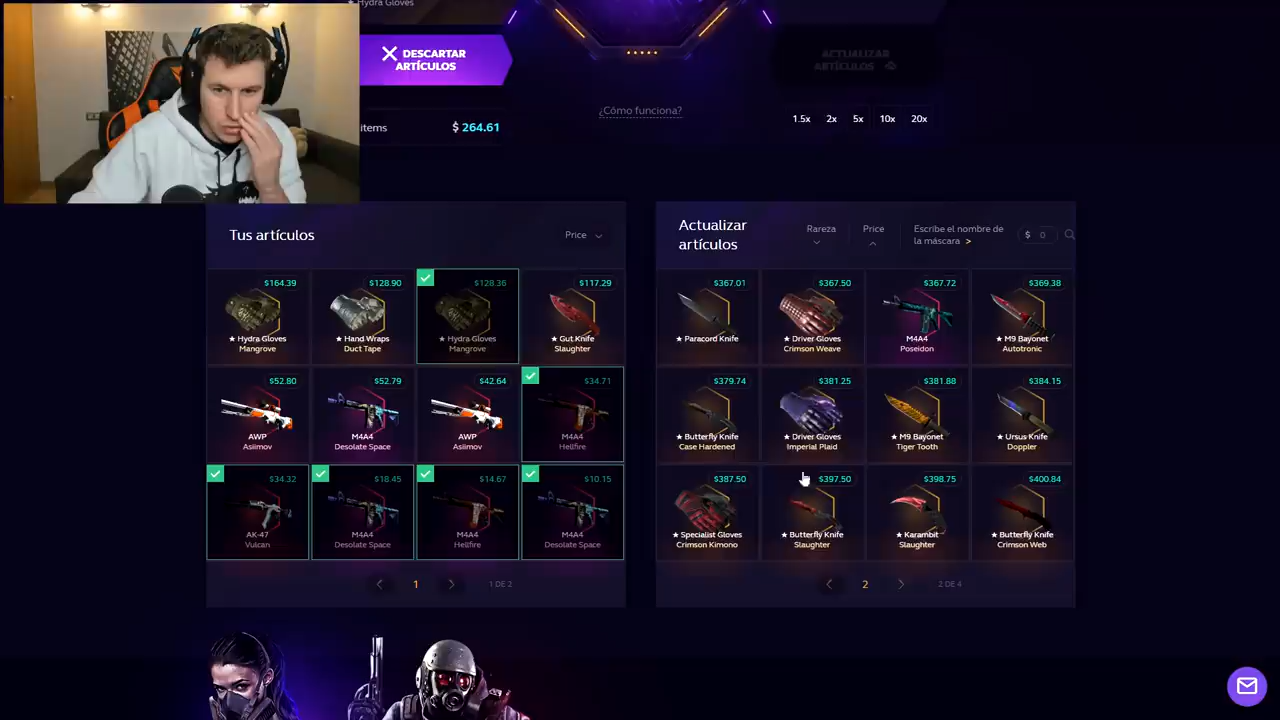 ★ Hydra Gloves
DESCARTAR
ARTÍCULOS
ACTUALIZAR
ARTÍCULOS
items
$ 264.61
¿Cómo funciona?
1.5x 2x 5x 10x 20x
Tus artículos
Price
$164.39
★ Hydra Gloves
Mangrove
$128.90
★ Hand Wraps
Duct Tape
$128.36
★ Hydra Gloves
Mangrove
$117.29
★ Gut Knife
Slaughter
$52.80
AWP
Asiimov
$52.79
M4A4
Desolate Space
$42.64
AWP
Asiimov
$34.71
M4A4
Hellfire
$34.32
AK-47
Vulcan
$18.45
M4A4
Desolate Space
$14.67
M4A4
Hellfire
$10.15
M4A4
Desolate Space
1
1 DE 2
Actualizar
artículos
Rareza
Price
Escribe el nombre de
la máscara >
$ 0
$367.01
★ Paracord Knife
$367.50
★ Driver Gloves
Crimson Weave
$367.72
M4A4
Poseidon
$369.38
★ M9 Bayonet
Autotronic
$379.74
★ Butterfly Knife
Case Hardened
$381.25
★ Driver Gloves
Imperial Plaid
$381.88
★ M9 Bayonet
Tiger Tooth
$384.15
★ Ursus Knife
Doppler
$387.50
★ Specialist Gloves
Crimson Kimono
$397.50
★ Butterfly Knife
Slaughter
$398.75
★ Karambit
Slaughter
$400.84
★ Butterfly Knife
Crimson Web
2
2 DE 4